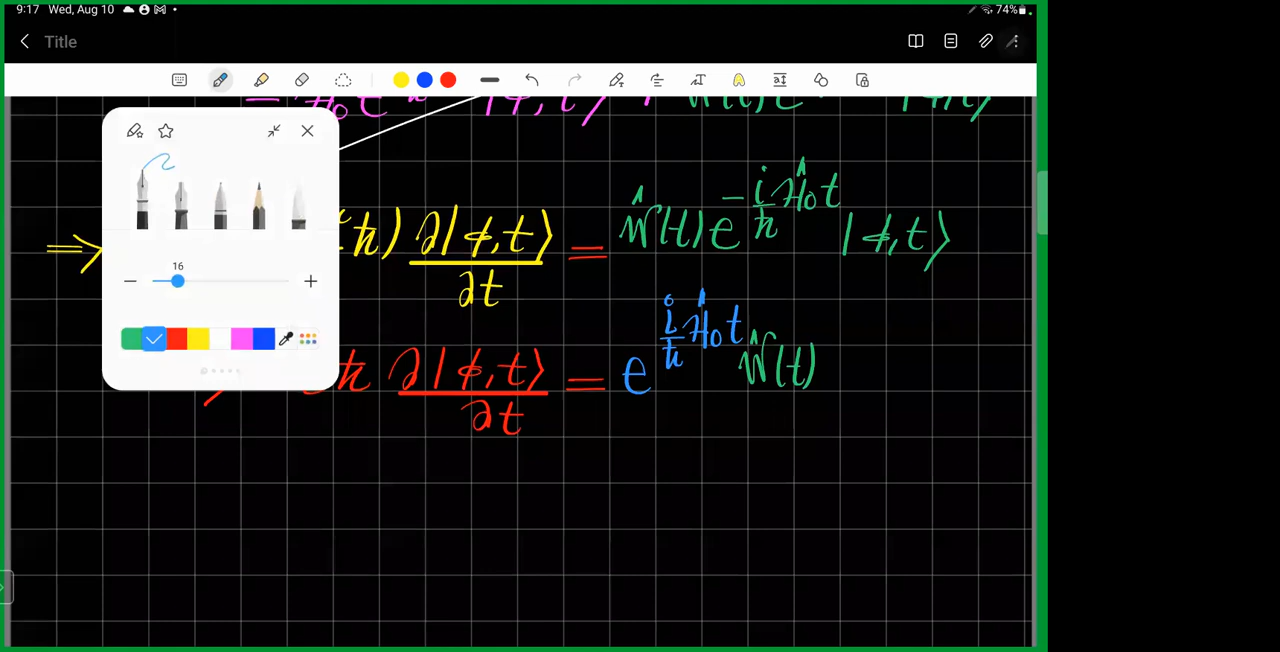 9:17 Wed, Aug 10
74%
Title
⇒ ħ) ∂|ϕ,t⟩/∂t = Ŵ(t) e^{-i/ħ Ĥ₀t} |ϕ,t⟩
16
ħ ∂|ϕ,t⟩/∂t = e^{i/ħ Ĥ₀t} Ŵ(t)